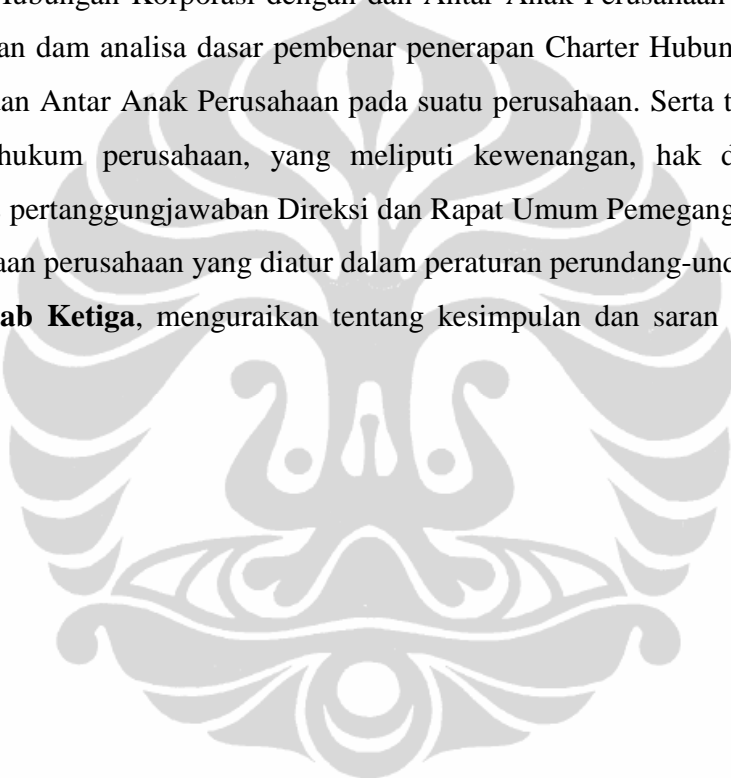 Hubungan Korporasi dengan dan Antar Anak Perusahaan
an dam analisa dasar pembenar penerapan Charter Hubun
dan Antar Anak Perusahaan pada suatu perusahaan. Serta t
hukum perusahaan, yang meliputi kewenangan, hak d
pertanggungjawaban Direksi dan Rapat Umum Pemegang
aan perusahaan yang diatur dalam peraturan perundang-und
ab Ketiga, menguraikan tentang kesimpulan dan saran